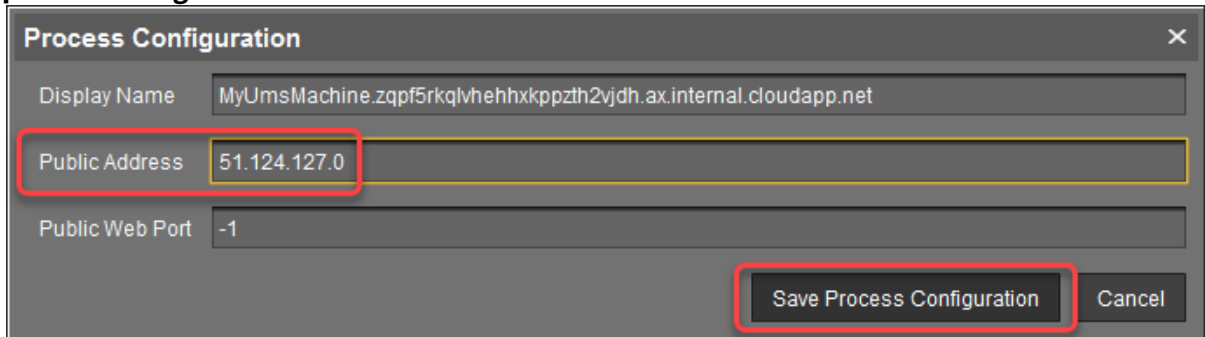 Process Configuration ×
Display Name MyUmsMachine.zqpf5rkqlvhehhxkppzth2vjdh.ax.internal.cloudapp.net
Public Address 51.124.127.0
Public Web Port -1
Save Process Configuration Cancel